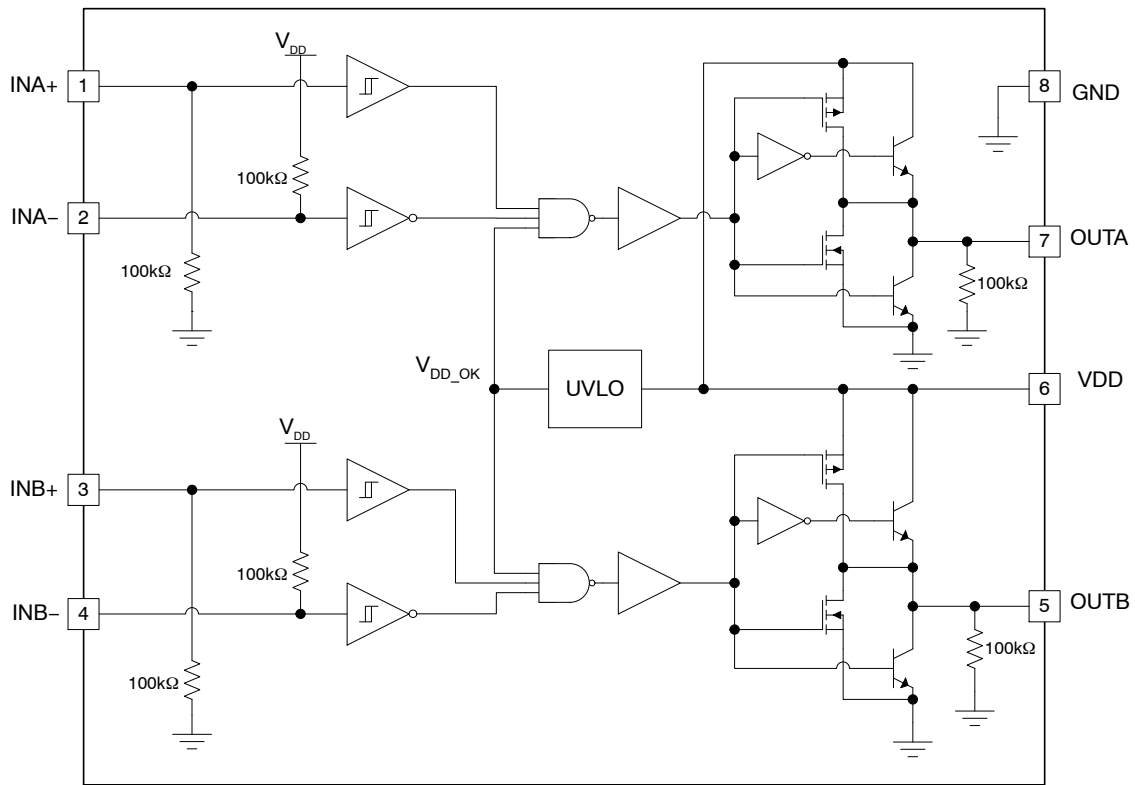 INA+
1
V_DD
100kΩ
INA−
2
100kΩ
8
GND
7
OUTA
100kΩ
V_DD_OK
UVLO
6
VDD
V_DD
INB+
3
100kΩ
INB−
4
100kΩ
5
OUTB
100kΩ